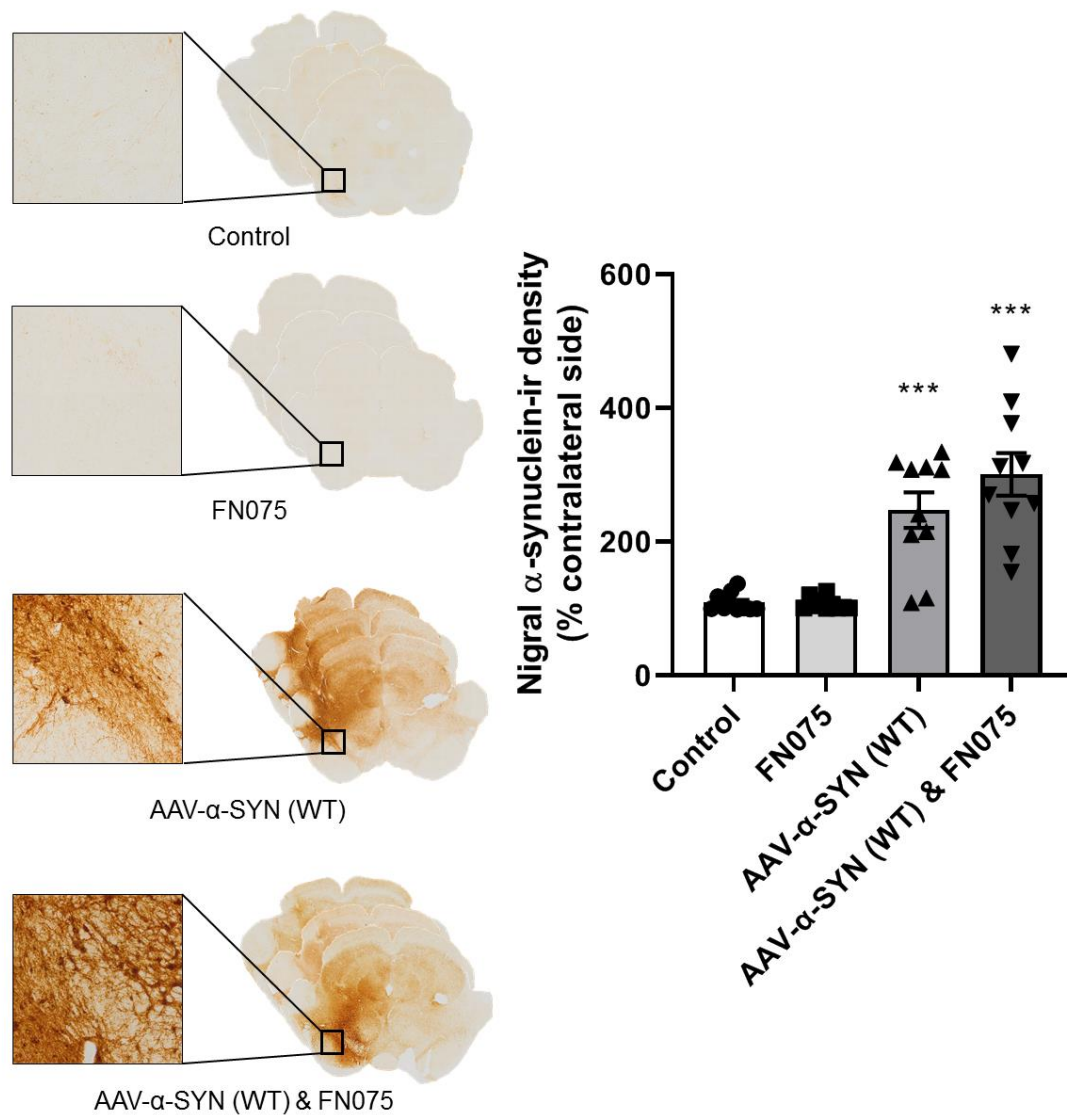 Control
FN075
AAV-α-SYN (WT)
AAV-α-SYN (WT) & FN075
Nigral α-synuclein-ir density
(% contralateral side)
600
400
200
0
***
***
Control
FN075
AAV-α-SYN (WT)
AAV-α-SYN (WT) & FN075